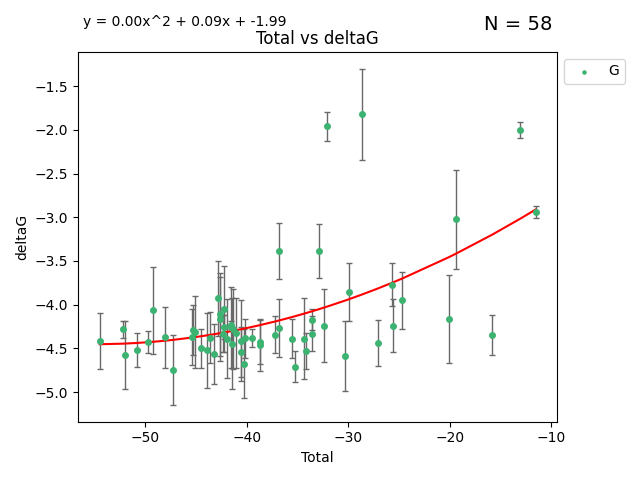 y = 0.00x^2 + 0.09x + -1.99
N = 58
Total vs deltaG
G
deltaG
−1.5
−2.0
−2.5
−3.0
−3.5
−4.0
−4.5
−5.0
−50 −40 −30 −20 −10
Total